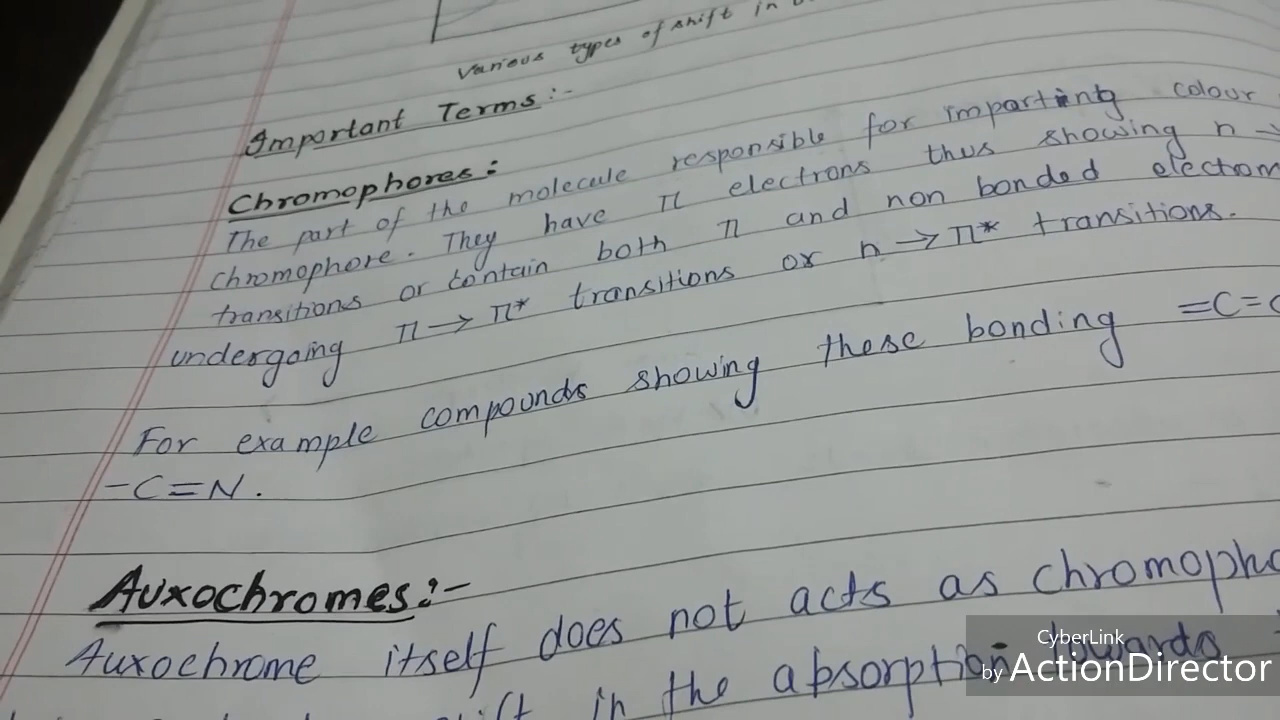 Various types of shift in
Important Terms:-
Chromophores:
The part of the molecule responsible for imparting colour
chromophore. They have π electrons thus showing n→
transitions or contain both π and non bonded electron
undergoing π→π* transitions or n→π* transitions.
For example compounds showing these bonding =C=C
-C=N.
Auxochromes:-
Auxochrome itself does not acts as chromopho
in the absorption towards
CyberLink
by ActionDirector